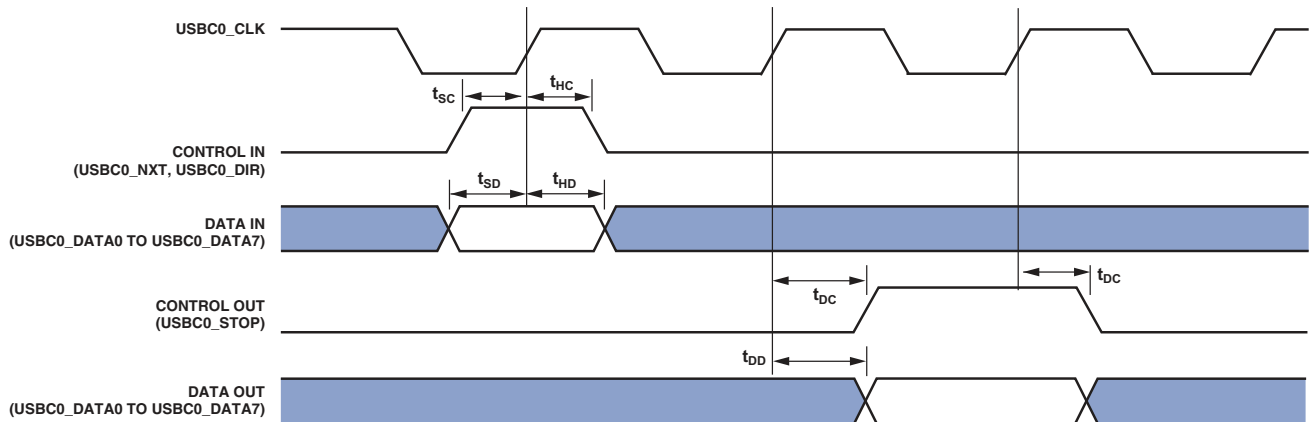 USBC0_CLK
tSC
tHC
CONTROL IN
(USBC0_NXT, USBC0_DIR)
tSD
tHD
DATA IN
(USBC0_DATA0 TO USBC0_DATA7)
tDC
tDC
CONTROL OUT
(USBC0_STOP)
tDD
DATA OUT
(USBC0_DATA0 TO USBC0_DATA7)